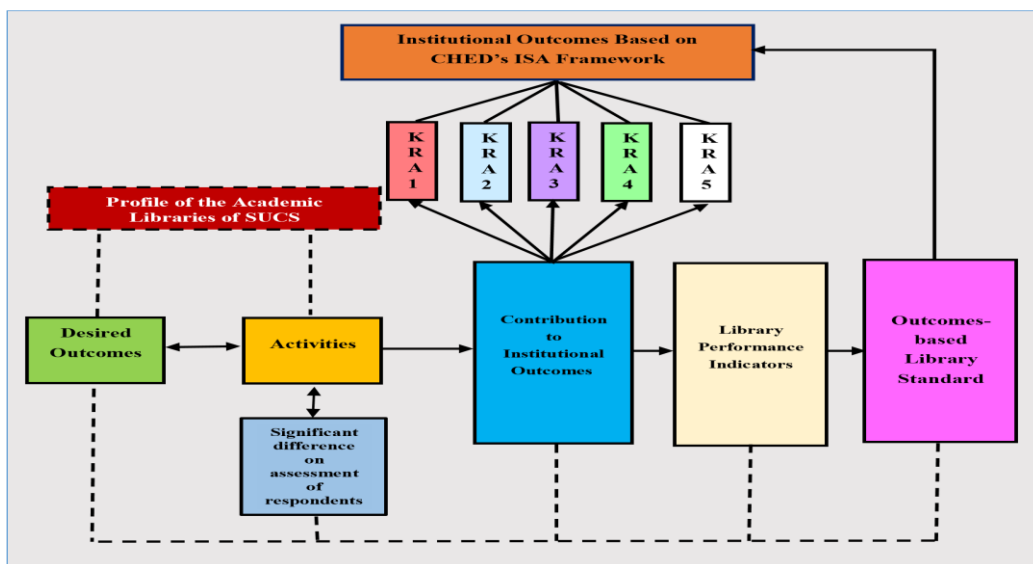 Institutional Outcomes Based on
CHED's ISA Framework
K
R
A
1
K
R
A
2
K
R
A
3
K
R
A
4
K
R
A
5
Profile of the Academic
Libraries of SUCS
Desired
Outcomes
Activities
Contribution
to
Institutional
Outcomes
Library
Performance
Indicators
Outcomes-
based
Library
Standard
Significant
difference
on
assessment
of
respondents